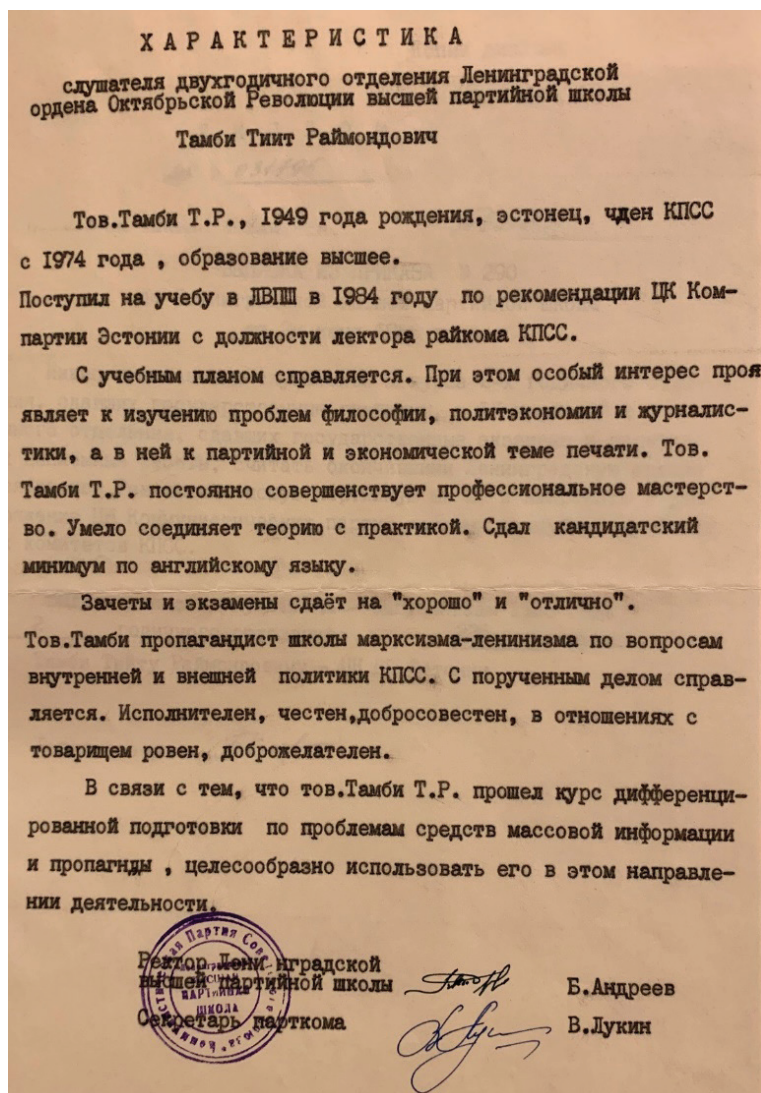 ХАРАКТЕРИСТИКА
слушателя двухгодичного отделения Ленинградской
ордена Октябрьской Революции высшей партийной школы
Тамби Тиит Раймондович
Тов.Тамби Т.Р., 1949 года рождения, эстонец, член КПСС
с 1974 года , образование высшее.
Поступил на учебу в ЛВПШ в 1984 году по рекомендации ЦК Ком-
партии Эстонии с должности лектора райкома КПСС.
С учебным планом справляется. При этом особый интерес проя
являет к изучению проблем философии, политэкономии и журналис-
тики, а в ней к партийной и экономической теме печати. Тов.
Тамби Т.Р. постоянно совершенствует профессиональное мастерст-
во. Умело соединяет теорию с практикой. Сдал кандидатский
минимум по английскому языку.
Зачеты и экзамены сдаёт на "хорошо" и "отлично".
Тов.Тамби пропагандист школы марксизма-ленинизма по вопросам
внутренней и внешней политики КПСС. С порученным делом справ-
ляется. Исполнителен, честен,добросовестен, в отношениях с
товарищем ровен, доброжелателен.
В связи с тем, что тов.Тамби Т.Р. прошел курс дифференци-
рованной подготовки по проблемам средств массовой информации
и пропагнды , целесообразно использовать его в этом направле-
нии деятельности.
Ректор Лени нградской
высшей партийной школы Б.Андреев
Секретарь парткома В.Лукин
Партия
ПАРТИЙНАЯ
ШКОЛА